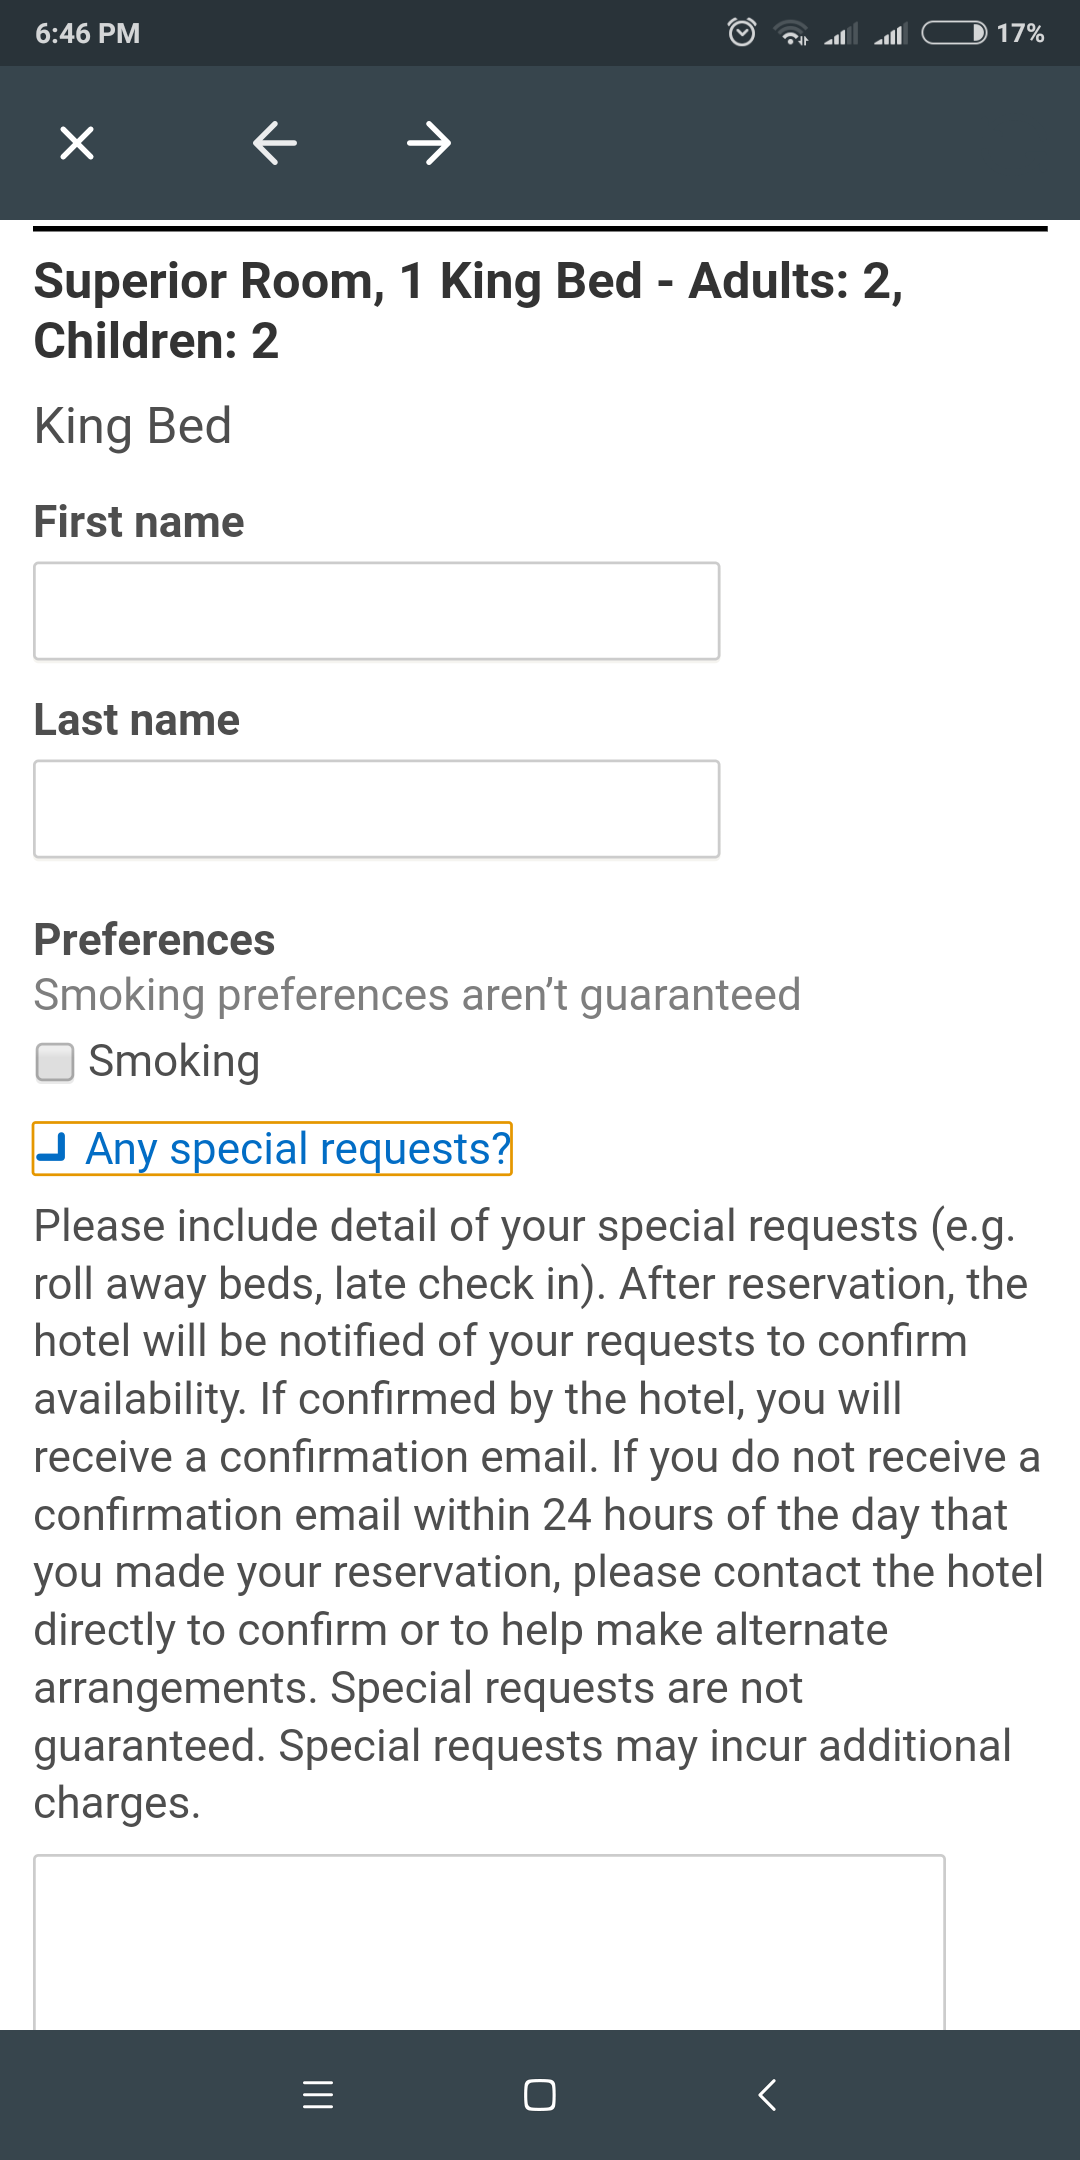 6:46 PM
17%
Superior Room, 1 King Bed - Adults: 2,
Children: 2
King Bed
First name
Last name
Preferences
Smoking preferences aren’t guaranteed
Smoking
Any special requests?
Please include detail of your special requests (e.g.
roll away beds, late check in). After reservation, the
hotel will be notified of your requests to confirm
availability. If confirmed by the hotel, you will
receive a confirmation email. If you do not receive a
confirmation email within 24 hours of the day that
you made your reservation, please contact the hotel
directly to confirm or to help make alternate
arrangements. Special requests are not
guaranteed. Special requests may incur additional
charges.